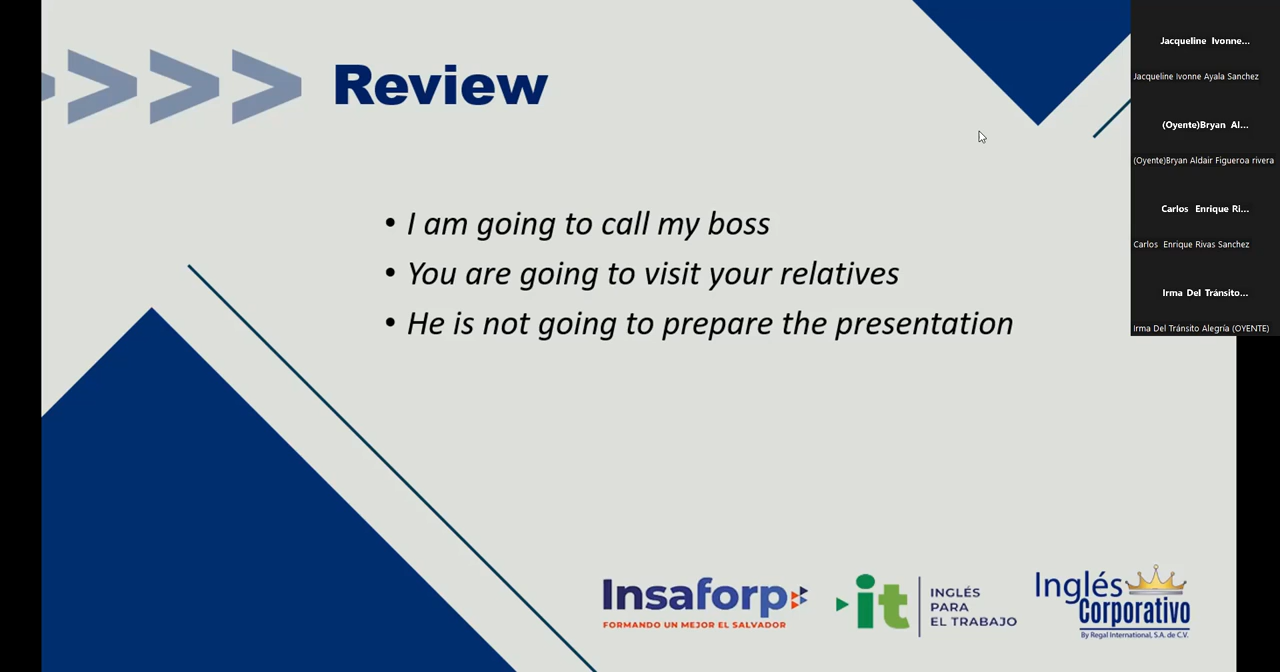 Review
• I am going to call my boss
• You are going to visit your relatives
• He is not going to prepare the presentation
Jacqueline Ivonne...
Jacqueline Ivonne Ayala Sanchez
(Oyente)Bryan Al...
(Oyente)Bryan Aldair Figueroa rivera
Carlos Enrique Ri...
Carlos Enrique Rivas Sanchez
Irma Del Tránsito...
Irma Del Tránsito Alegría (OYENTE)
Insaforp
FORMANDO UN MEJOR EL SALVADOR
it
INGLÉS
PARA
EL TRABAJO
Inglés
Corporativo
By Regal International, S.A. de C.V.